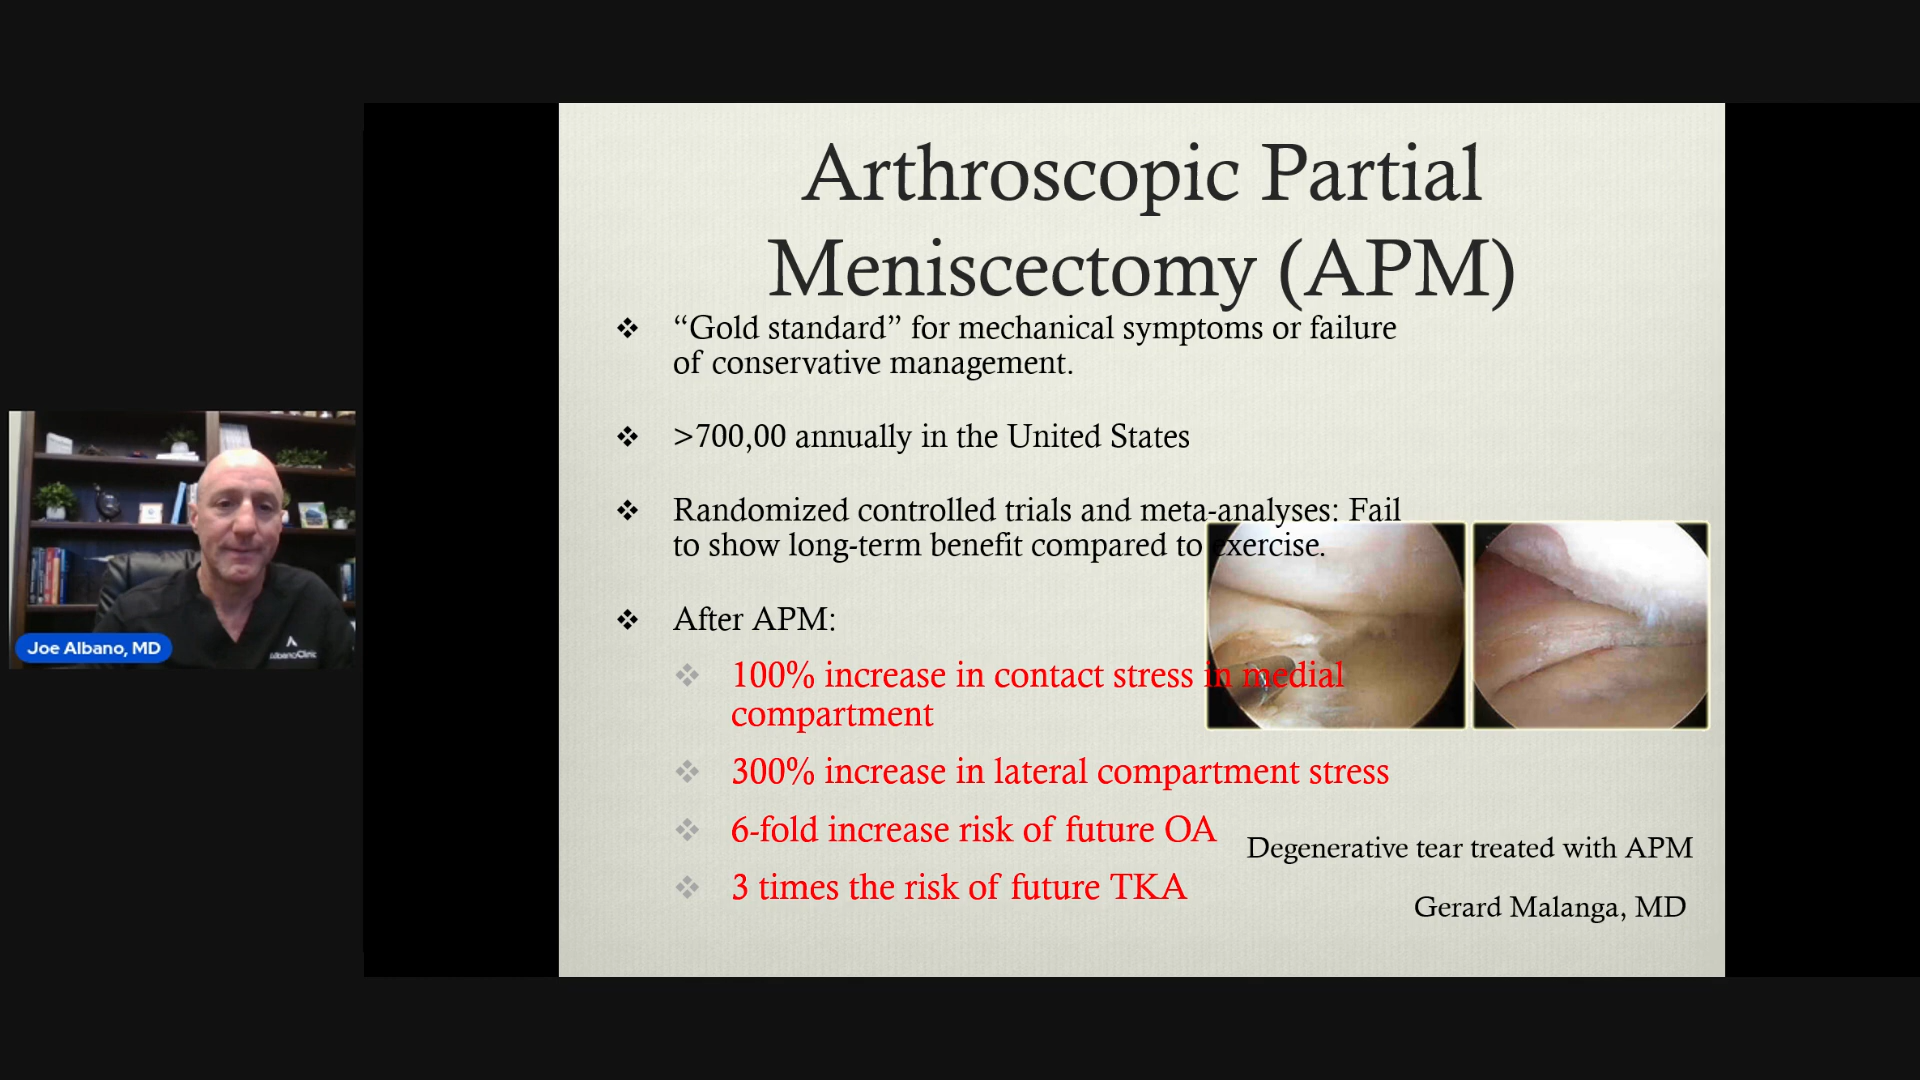 Arthroscopic Partial
Meniscectomy (APM)
“Gold standard” for mechanical symptoms or failure
of conservative management.
>700,00 annually in the United States
Randomized controlled trials and meta-analyses: Fail
to show long-term benefit compared to exercise.
After APM:
100% increase in contact stress in medial
compartment
300% increase in lateral compartment stress
6-fold increase risk of future OA
3 times the risk of future TKA
Degenerative tear treated with APM
Gerard Malanga, MD
Joe Albano, MD
AlbanoClinic